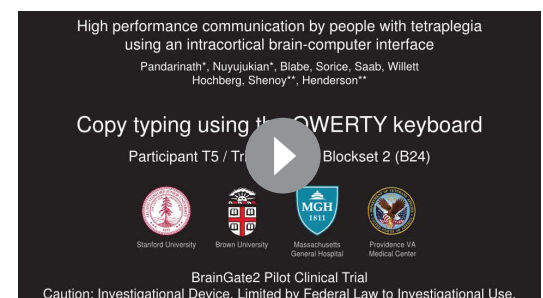 High performance communication by people with tetraplegia
using an intracortical brain-computer interface
Pandarinath*, Nuyujukian*, Blabe, Sorice, Saab, Willett
Hochberg, Shenoy**, Henderson**
Copy typing using the QWERTY keyboard
Participant T5 / Blockset 2 (B24)
MGH
1811
Stanford University
Brown University
Massachusetts
General Hospital
Providence VA
Medical Center
BrainGate2 Pilot Clinical Trial
Caution: Investigational Device. Limited by Federal Law to Investigational Use.